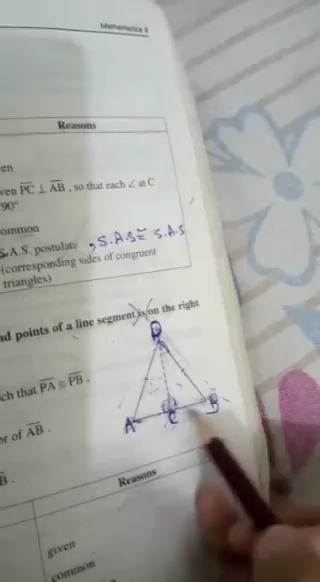 Mathematics 9
Reasons
en
ven PC ⊥ AB, so that each ∠ at C
90°
ommon
S.A.S. postulate , S.A.S ≅ S.A.S
(corresponding sides of congruent
triangles)
nd points of a line segment is on the right
ch that PA ≅ PB.
or of AB.
B.
A C B
Reasons
given
common